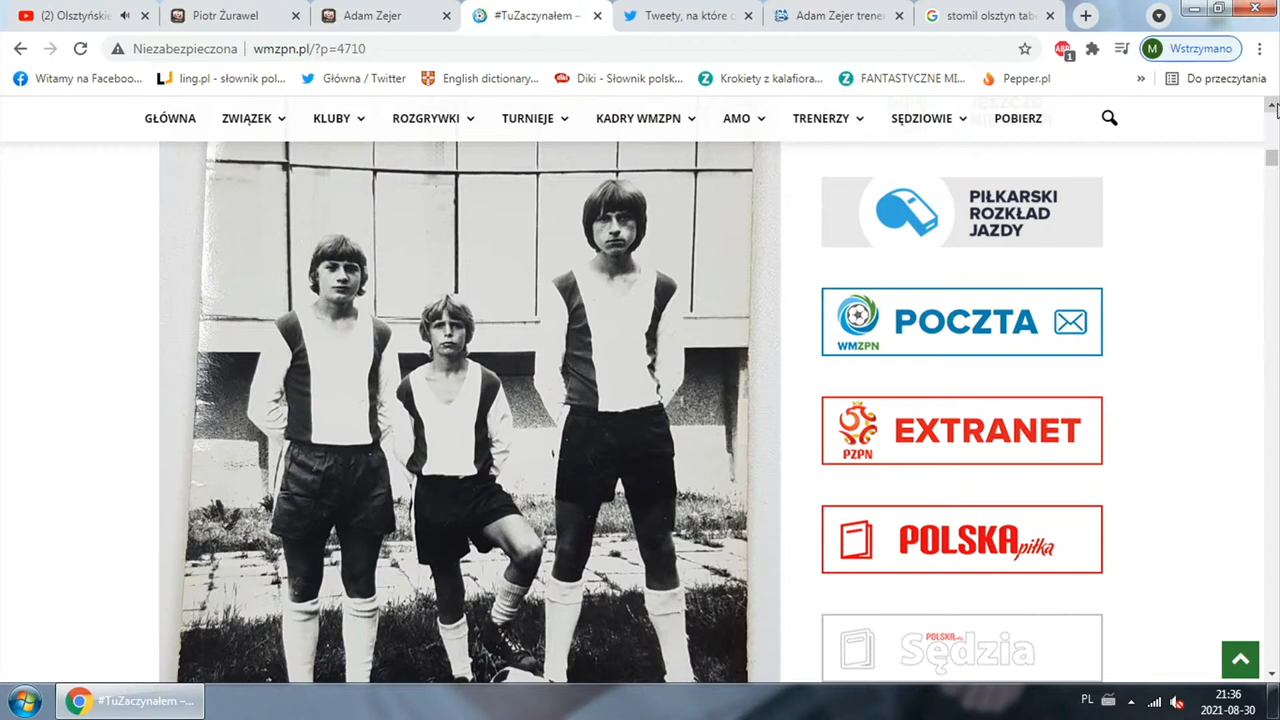 (2) Olsztyńskie
Piotr Żurawel
Adam Zejer
#TuZaczynałem –
Tweety, na które c
Adam Zejer trener
stomil olsztyn tab
Niezabezpieczona
wmzpn.pl/?p=4710
ABP
1
M
Wstrzymano
Witamy na Faceboo...
ling.pl - słownik pol...
Główna / Twitter
English dictionary...
Diki - Słownik polsk...
Krokiety z kalafiora...
FANTASTYCZNE MI...
Pepper.pl
»
Do przeczytania
GŁÓWNA
ZWIĄZEK
KLUBY
ROZGRYWKI
TURNIEJE
KADRY WMZPN
AMO
TRENERZY
SĘDZIOWIE
POBIERZ
PIŁKARSKI
ROZKŁAD
JAZDY
WMZPN
POCZTA
PZPN
EXTRANET
POLSKA piłka
POLSKA
Sędzia
#TuZaczynałem –...
PL
21:36
2021-08-30